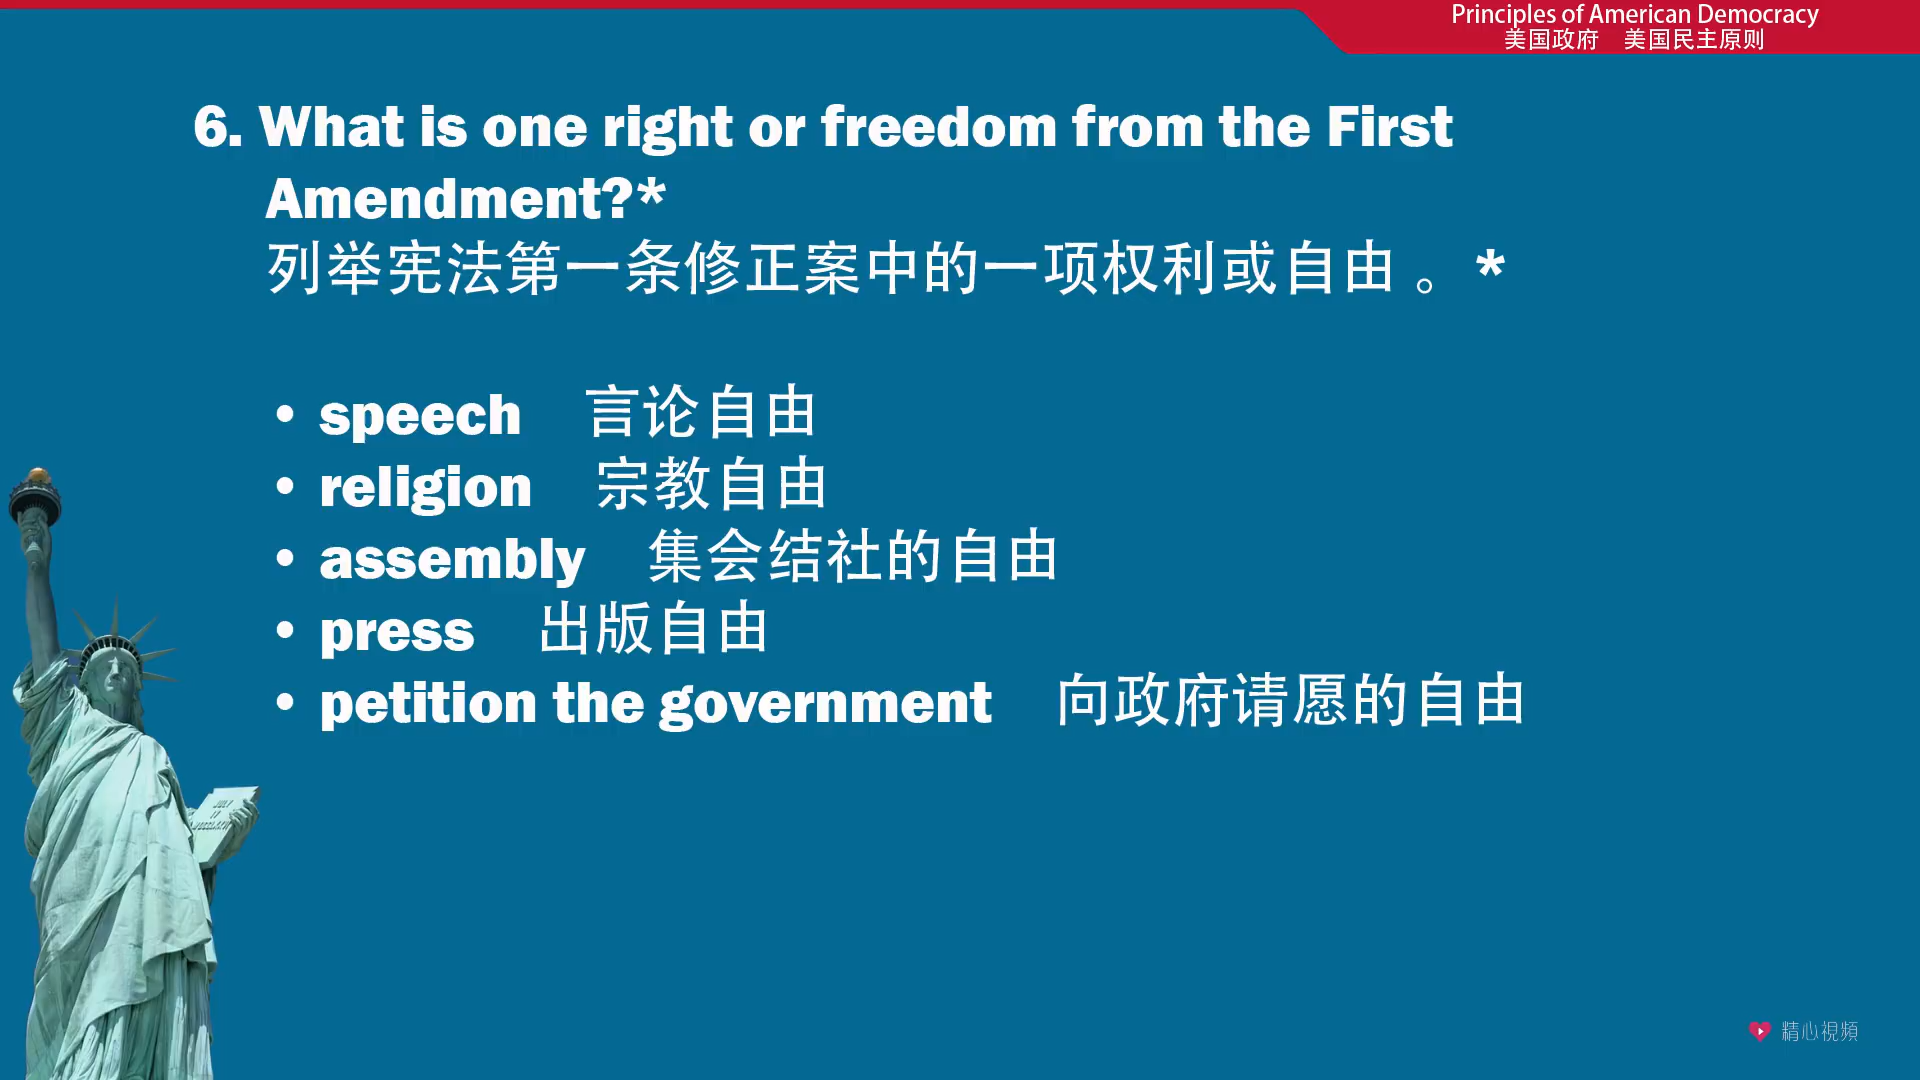 Principles of American Democracy
美国政府 美国民主原则
6. What is one right or freedom from the First
Amendment?*
列举宪法第一条修正案中的一项权利或自由。*
• speech 言论自由
• religion 宗教自由
• assembly 集会结社的自由
• press 出版自由
• petition the government 向政府请愿的自由
JULY
IV
精心視頻